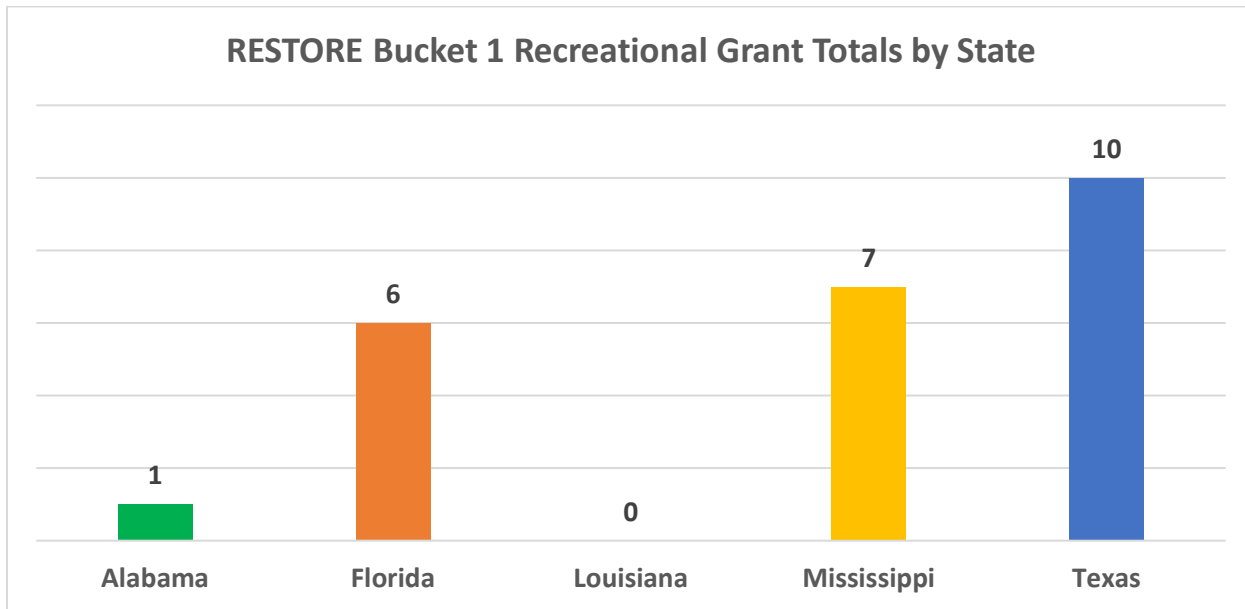 RESTORE Bucket 1 Recreational Grant Totals by State
10
7
6
1
0
Alabama Florida Louisiana Mississippi Texas